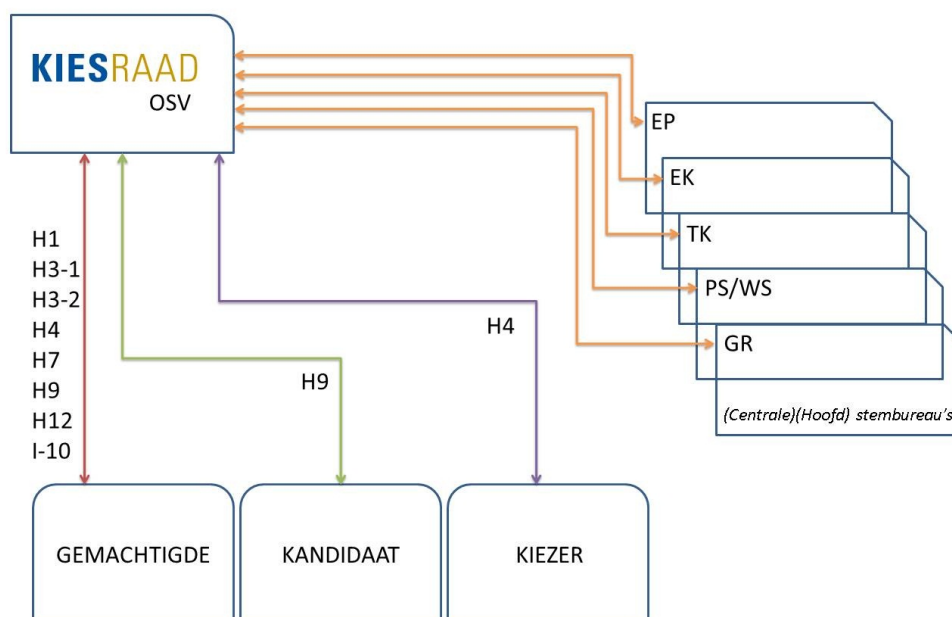 KIESRAAD
OSV
EP
EK
TK
PS/WS
GR
(Centrale)(Hoofd) stembureau's
H1
H3-1
H3-2
H4
H7
H9
H12
I-10
H9
H4
GEMACHTIGDE
KANDIDAAT
KIEZER